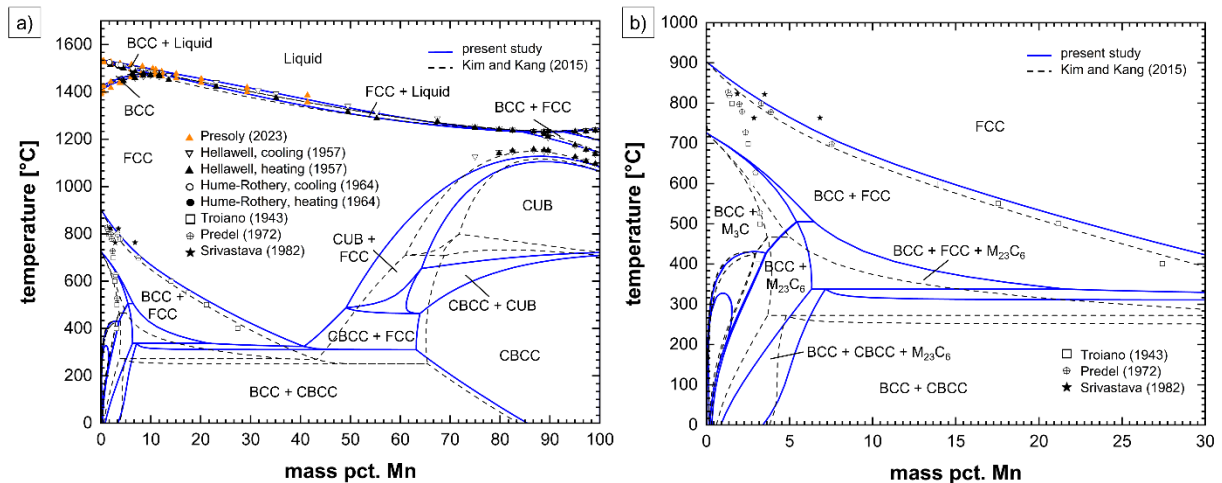 a)
1600
1400
1200
1000
800
600
400
200
0
temperature [°C]
0 10 20 30 40 50 60 70 80 90 100
mass pct. Mn
BCC + Liquid
Liquid
present study
Kim and Kang (2015)
BCC
FCC + Liquid
BCC + FCC
FCC
Presoly (2023)
Hellawell, cooling (1957)
Hellawell, heating (1957)
Hume-Rothery, cooling (1964)
Hume-Rothery, heating (1964)
Troiano (1943)
Predel (1972)
Srivastava (1982)
CUB
CUB +
FCC
BCC +
FCC
CBCC + CUB
CBCC + FCC
CBCC
BCC + CBCC
b)
1000
900
800
700
600
500
400
300
200
100
0
temperature [°C]
0 5 10 15 20 25 30
mass pct. Mn
present study
Kim and Kang (2015)
FCC
BCC + FCC
BCC +
M3C
BCC + FCC + M23C6
BCC +
M23C6
BCC + CBCC + M23C6
BCC + CBCC
Troiano (1943)
Predel (1972)
Srivastava (1982)